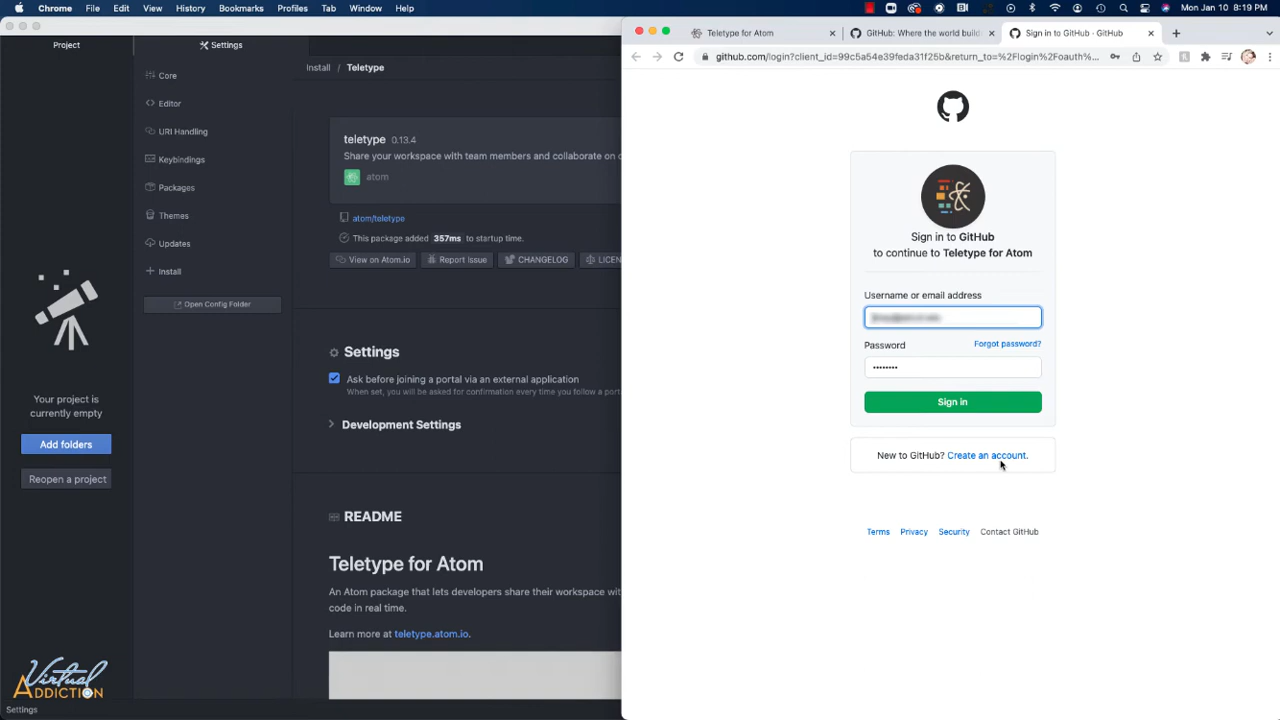 Chrome File Edit View History Bookmarks Profiles Tab Window Help
Mon Jan 10 8:19 PM
Project
Settings
Core
Editor
URI Handling
Keybindings
Packages
Themes
Updates
Install
Open Config Folder
Your project is
currently empty
Add folders
Reopen a project
Virtual
ADDICTION
Settings
Install / Teletype
teletype 0.13.4
Share your workspace with team members and collaborate on c
atom
atom/teletype
This package added 357ms to startup time.
View on Atom.io Report Issue CHANGELOG LICEN
Settings
Ask before joining a portal via an external application
When set, you will be asked for confirmation every time you follow a port
Development Settings
README
Teletype for Atom
An Atom package that lets developers share their workspace wit
code in real time.
Learn more at teletype.atom.io.
Teletype for Atom
GitHub: Where the world build
Sign in to GitHub · GitHub
github.com/login?client_id=99c5a54e39feda31f25b&return_to=%2Flogin%2Foauth%...
Sign in to GitHub
to continue to Teletype for Atom
Username or email address
Password Forgot password?
Sign in
New to GitHub? Create an account.
Terms Privacy Security Contact GitHub